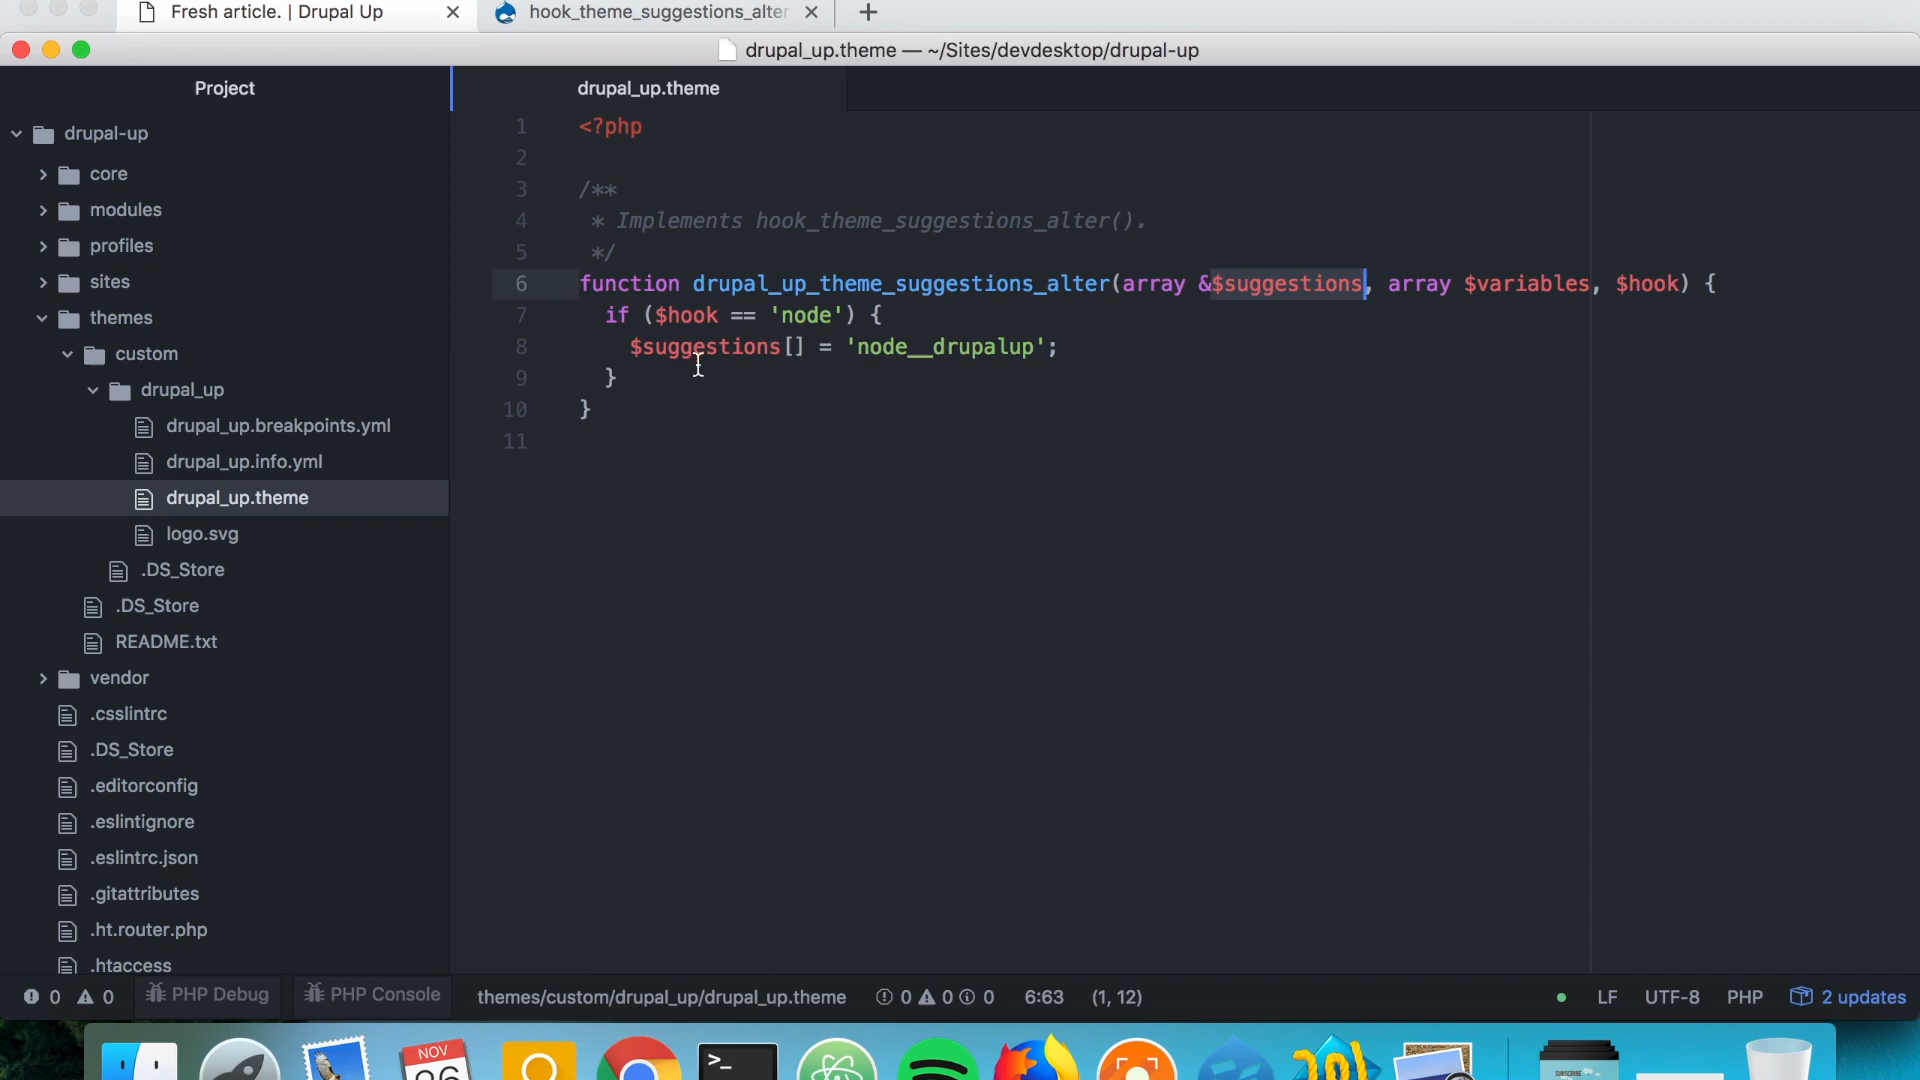 Fresh article. | Drupal Up
hook_theme_suggestions_alter
drupal_up.theme — ~/Sites/devdesktop/drupal-up
Project
drupal_up.theme
drupal-up
core
modules
profiles
sites
themes
custom
drupal_up
drupal_up.breakpoints.yml
drupal_up.info.yml
drupal_up.theme
logo.svg
.DS_Store
.DS_Store
README.txt
vendor
.csslintrc
.DS_Store
.editorconfig
.eslintignore
.eslintrc.json
.gitattributes
.ht.router.php
.htaccess
1 <?php
2
3 /**
4 * Implements hook_theme_suggestions_alter().
5 */
6 function drupal_up_theme_suggestions_alter(array &$suggestions, array $variables, $hook) {
7 if ($hook == 'node') {
8 $suggestions[] = 'node__drupalup';
9 }
10 }
11
0 0 PHP Debug PHP Console themes/custom/drupal_up/drupal_up.theme 0 0 0 6:63 (1, 12) LF UTF-8 PHP 2 updates
NOV
26
>_
101
SUBSCRIBE